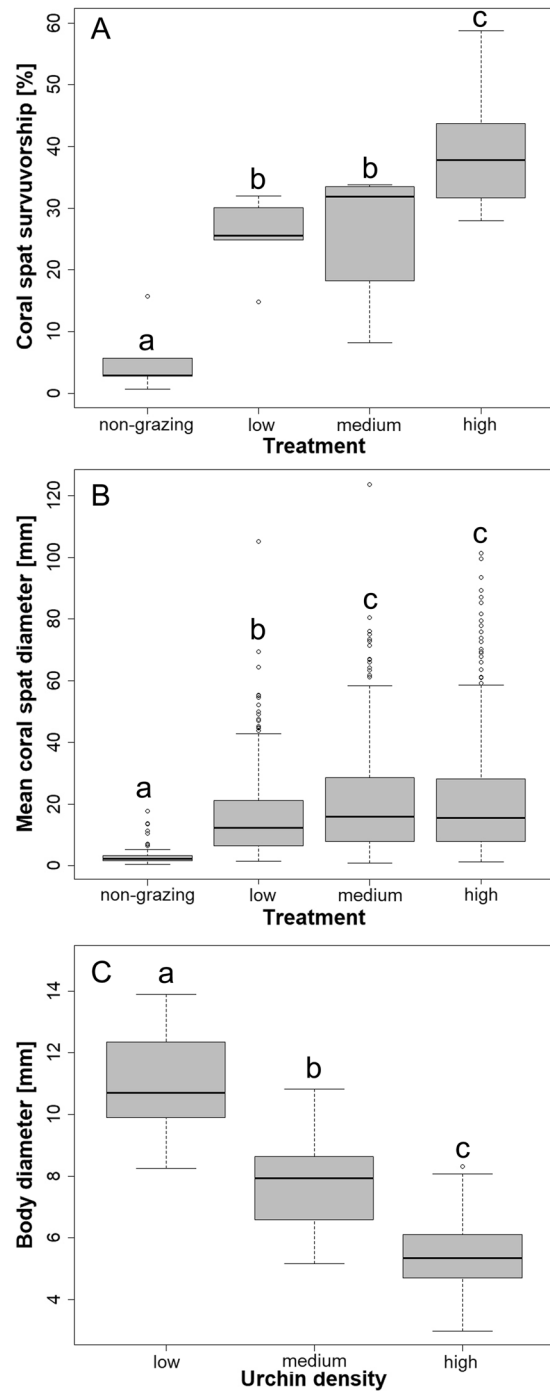 A
c
60
50
40
30
20
10
0
b
b
a
Coral spat survuvorship [%]
non-grazing low medium high
Treatment
B
120
100
80
60
40
20
0
c
c
b
a
Mean coral spat diameter [mm]
non-grazing low medium high
Treatment
C
a
14
12
10
8
6
4
b
c
Body diameter [mm]
low medium high
Urchin density